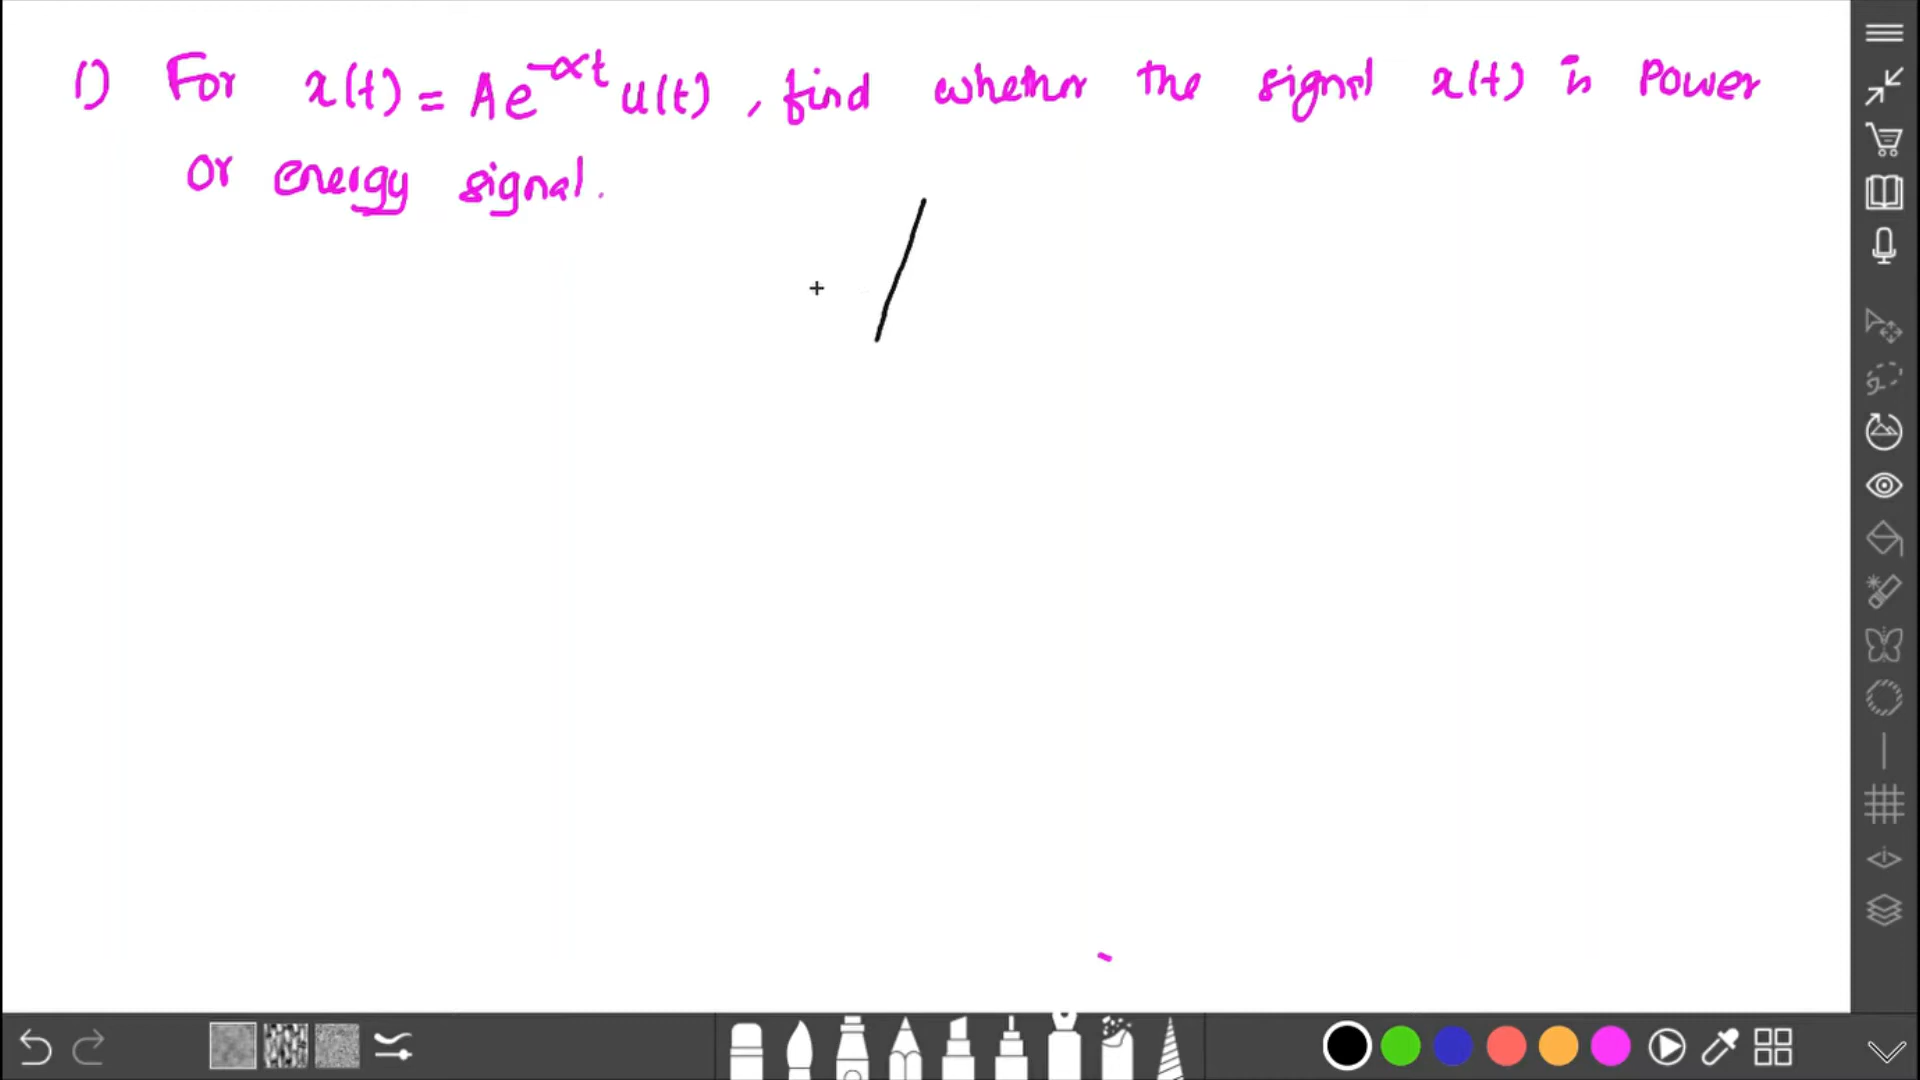 1) For x(t) = Ae^{-αt} u(t), find whether the signal x(t) is Power
or energy signal.